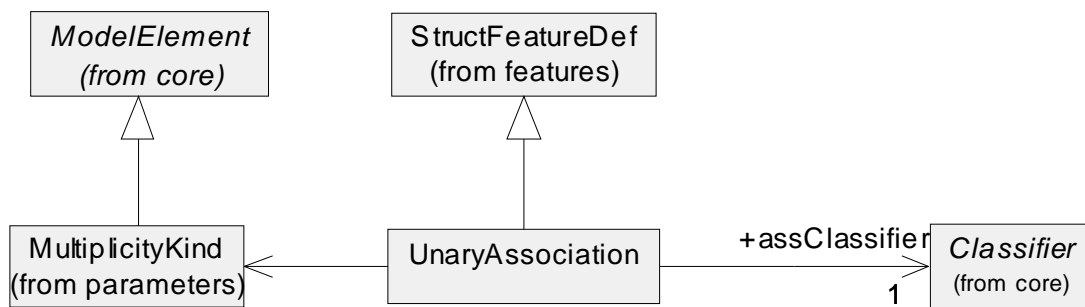 ModelElement
(from core)
StructFeatureDef
(from features)
MultiplicityKind
(from parameters)
UnaryAssociation
+assClassifier
1
Classifier
(from core)